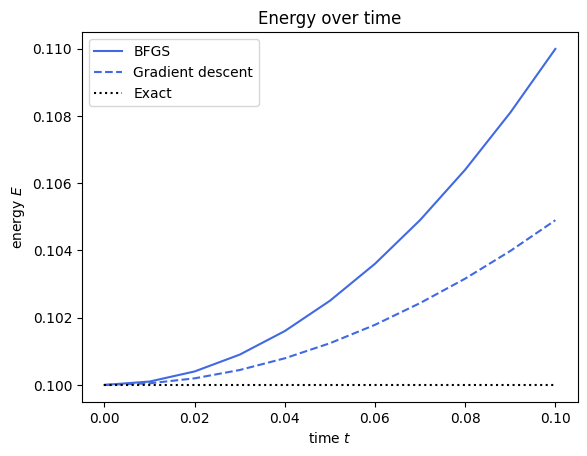 Energy over time
BFGS
Gradient descent
Exact
energy E
0.110
0.108
0.106
0.104
0.102
0.100
0.00 0.02 0.04 0.06 0.08 0.10
time t